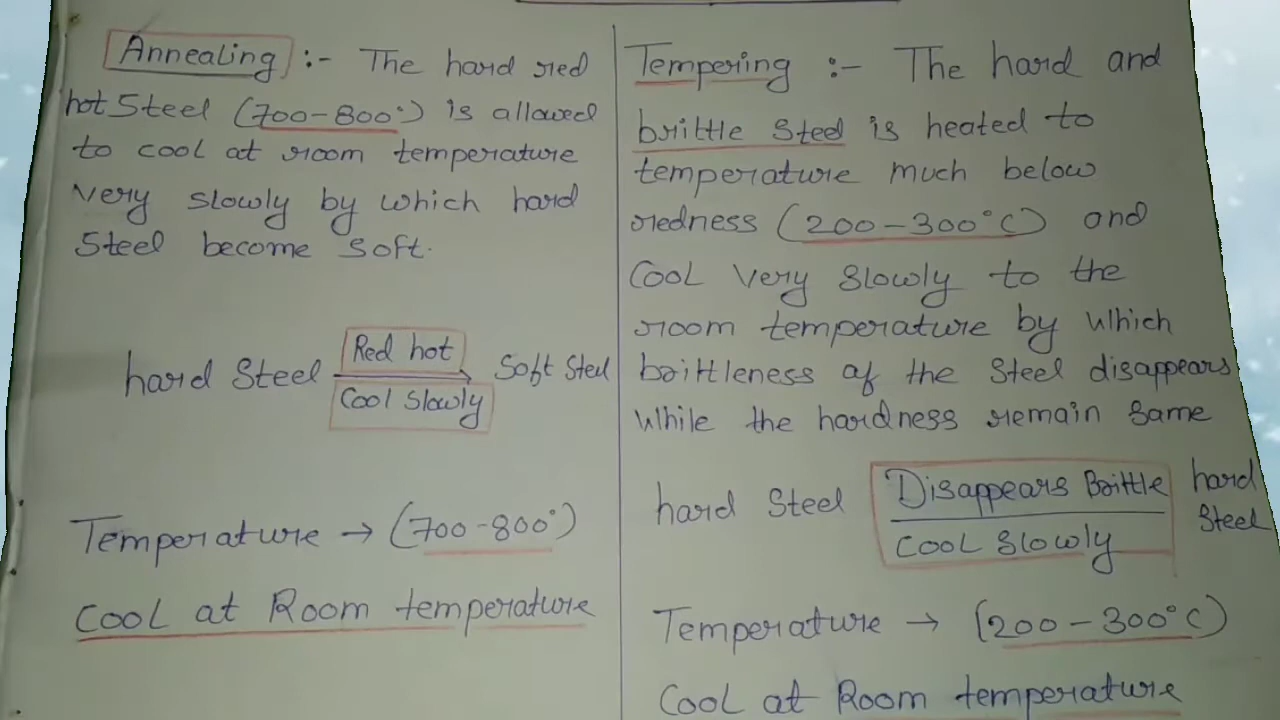 Annealing :- The hard red
hot Steel (700-800°) is allowed
to cool at room temperature
very slowly by which hard
Steel become soft.
hard Steel Red hot Soft Steel
Cool slowly
Temperature → (700-800°)
Cool at Room temperature
Tempering :- The hard and
brittle steel is heated to
temperature much below
redness (200-300°C) and
Cool very slowly to the
room temperature by which
brittleness of the steel disappears
While the hardness remain same
hard Steel Disappears Brittle hard
Cool slowly Steel
Temperature → (200-300°C)
Cool at Room temperature